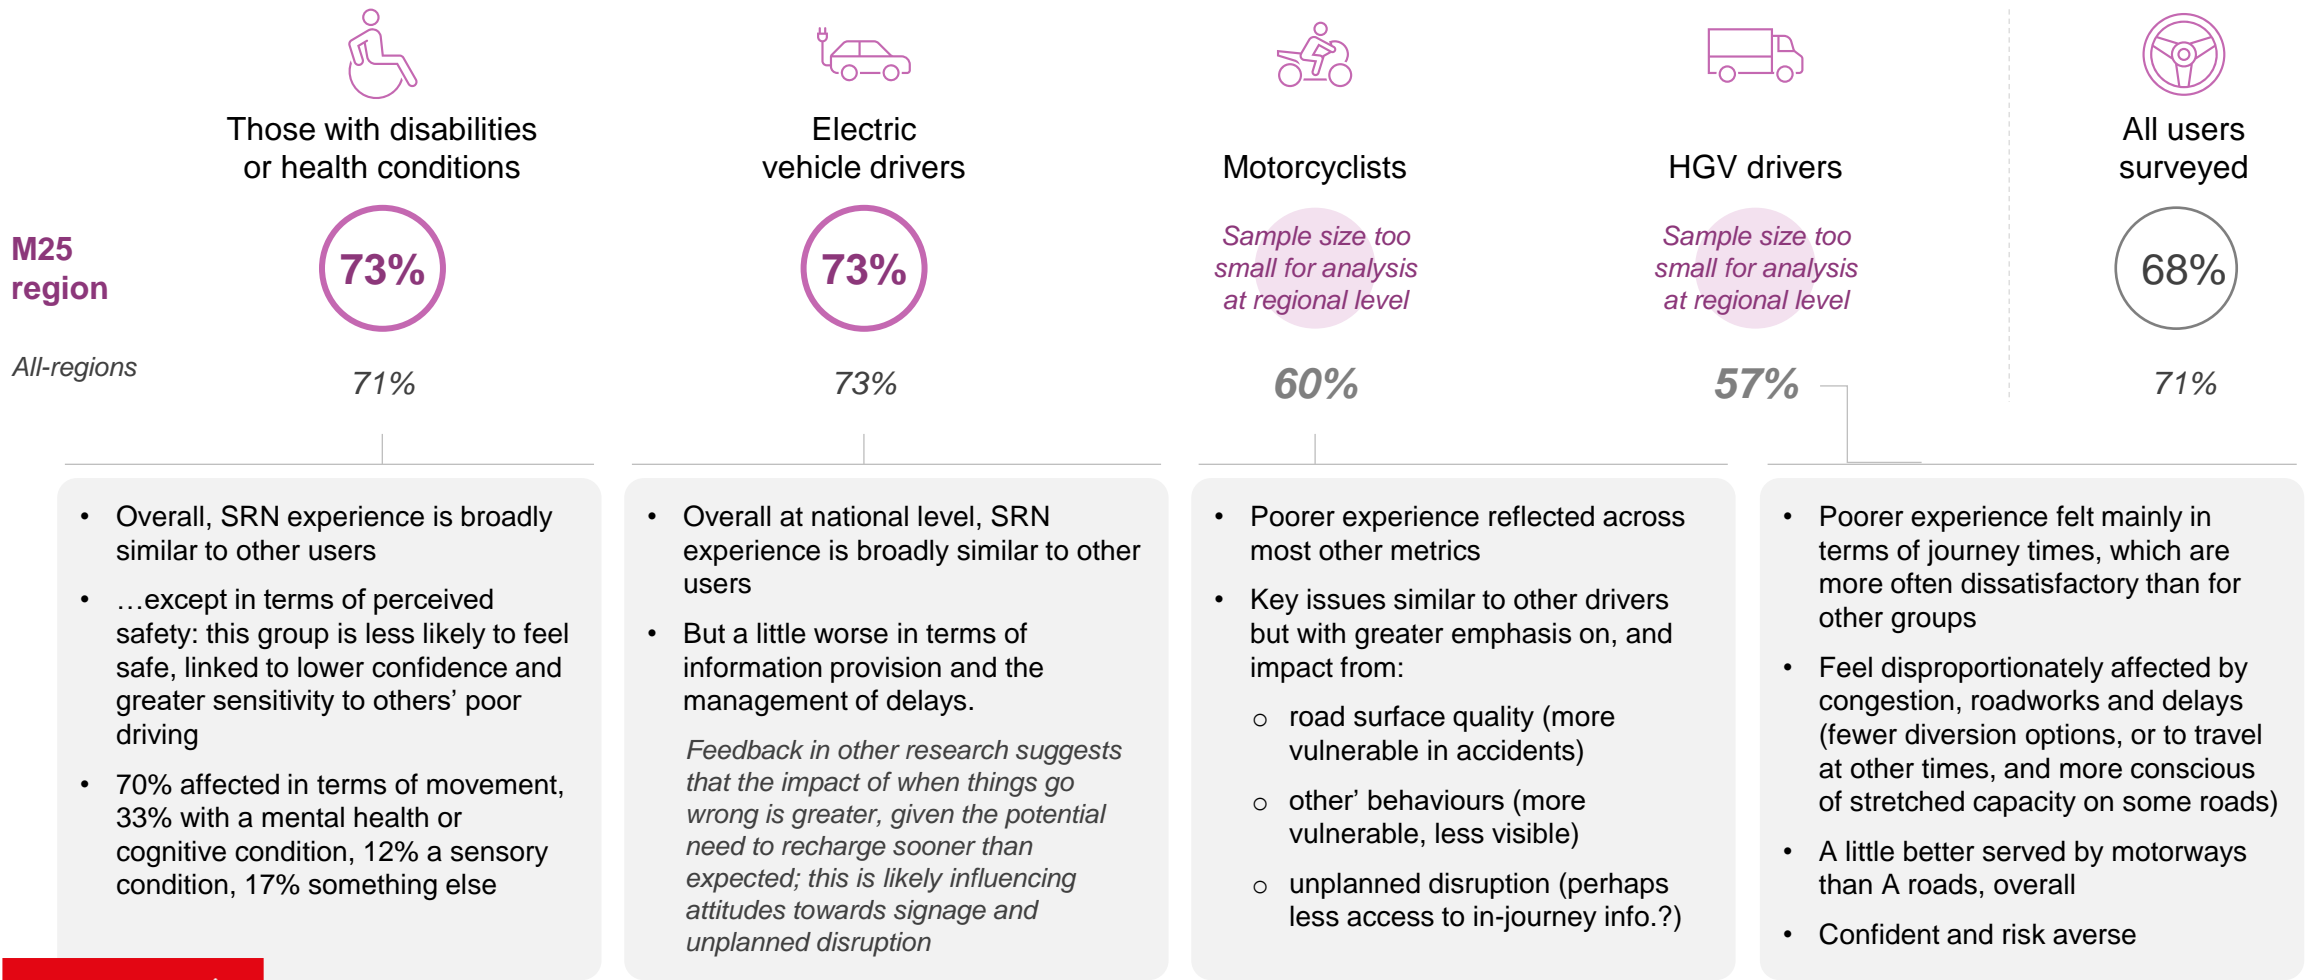 Those with disabilities
or health conditions
Electric
vehicle drivers
Motorcyclists
HGV drivers
All users
surveyed
M25
region
73%
73%
Sample size too
small for analysis
at regional level
Sample size too
small for analysis
at regional level
68%
All-regions
71%
73%
60%
57%
71%
• Overall, SRN experience is broadly
similar to other users
• …except in terms of perceived
safety: this group is less likely to feel
safe, linked to lower confidence and
greater sensitivity to others’ poor
driving
• 70% affected in terms of movement,
33% with a mental health or
cognitive condition, 12% a sensory
condition, 17% something else
• Overall at national level, SRN
experience is broadly similar to other
users
• But a little worse in terms of
information provision and the
management of delays.
Feedback in other research suggests
that the impact of when things go
wrong is greater, given the potential
need to recharge sooner than
expected; this is likely influencing
attitudes towards signage and
unplanned disruption
• Poorer experience reflected across
most other metrics
• Key issues similar to other drivers
but with greater emphasis on, and
impact from:
o road surface quality (more
vulnerable in accidents)
o other’ behaviours (more
vulnerable, less visible)
o unplanned disruption (perhaps
less access to in-journey info.?)
• Poorer experience felt mainly in
terms of journey times, which are
more often dissatisfactory than for
other groups
• Feel disproportionately affected by
congestion, roadworks and delays
(fewer diversion options, or to travel
at other times, and more conscious
of stretched capacity on some roads)
• A little better served by motorways
than A roads, overall
• Confident and risk averse